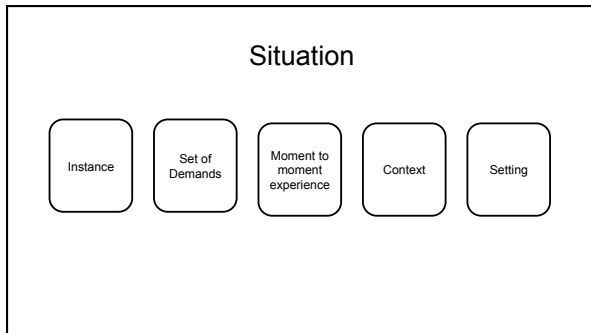 Situation
Instance
Set of
Demands
Moment to
moment
experience
Context
Setting